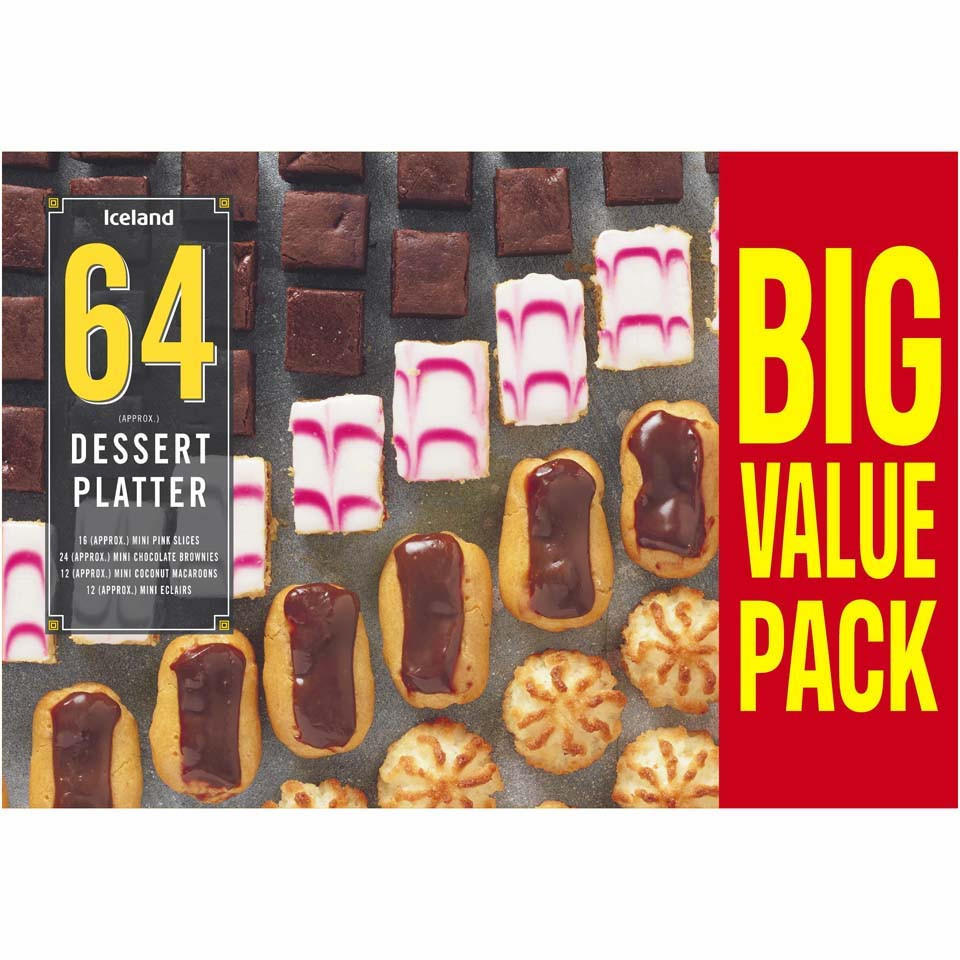 Iceland
64
(APPROX.)
DESSERT
PLATTER
16 (APPROX.) MINI PINK SLICES
24 (APPROX.) MINI CHOCOLATE BROWNIES
12 (APPROX.) MINI COCONUT MACAROONS
12 (APPROX.) MINI ECLAIRS
BIG
VALUE
PACK